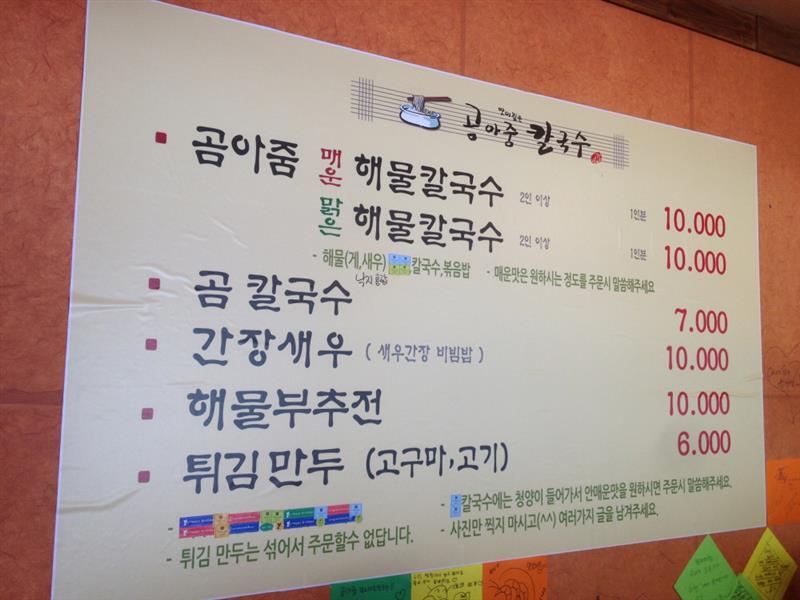 맛이깊은
곰아줌 칼국수
곰아줌 매운 해물칼국수 2인 이상 1인분 10.000
맑은 해물칼국수 2인 이상 1인분 10.000
- 해물(게,새우) 칼국수,볶음밥 - 매운맛은 원하시는 정도를 주문시 말씀해주세요
낙지
곰 칼국수 7.000
간장새우 ( 새우간장 비빔밥 ) 10.000
해물부추전 10.000
튀김만두 (고구마,고기) 6.000
- 칼국수에는 청양이 들어가서 안매운맛을 원하시면 주문시 말씀해주세요.
- 사진만 찍지 마시고(^^) 여러가지 글을 남겨주세요.
- 튀김 만두는 섞어서 주문할수 없답니다.